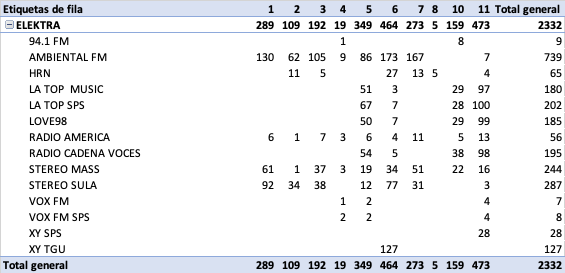 Etiquetas de fila 1 2 3 4 5 6 7 8 10 11 Total general
ELEKTRA 289 109 192 19 349 464 273 5 159 473 2332
94.1 FM 1 8 9
AMBIENTAL FM 130 62 105 9 86 173 167 7 739
HRN 11 5 27 13 5 4 65
LA TOP MUSIC 51 3 29 97 180
LA TOP SPS 67 7 28 100 202
LOVE98 50 7 29 99 185
RADIO AMERICA 6 1 7 3 6 4 11 5 13 56
RADIO CADENA VOCES 54 5 38 98 195
STEREO MASS 61 1 37 3 19 34 51 22 16 244
STEREO SULA 92 34 38 12 77 31 3 287
VOX FM 1 2 4 7
VOX FM SPS 2 2 4 8
XY SPS 28 28
XY TGU 127 127
Total general 289 109 192 19 349 464 273 5 159 473 2332